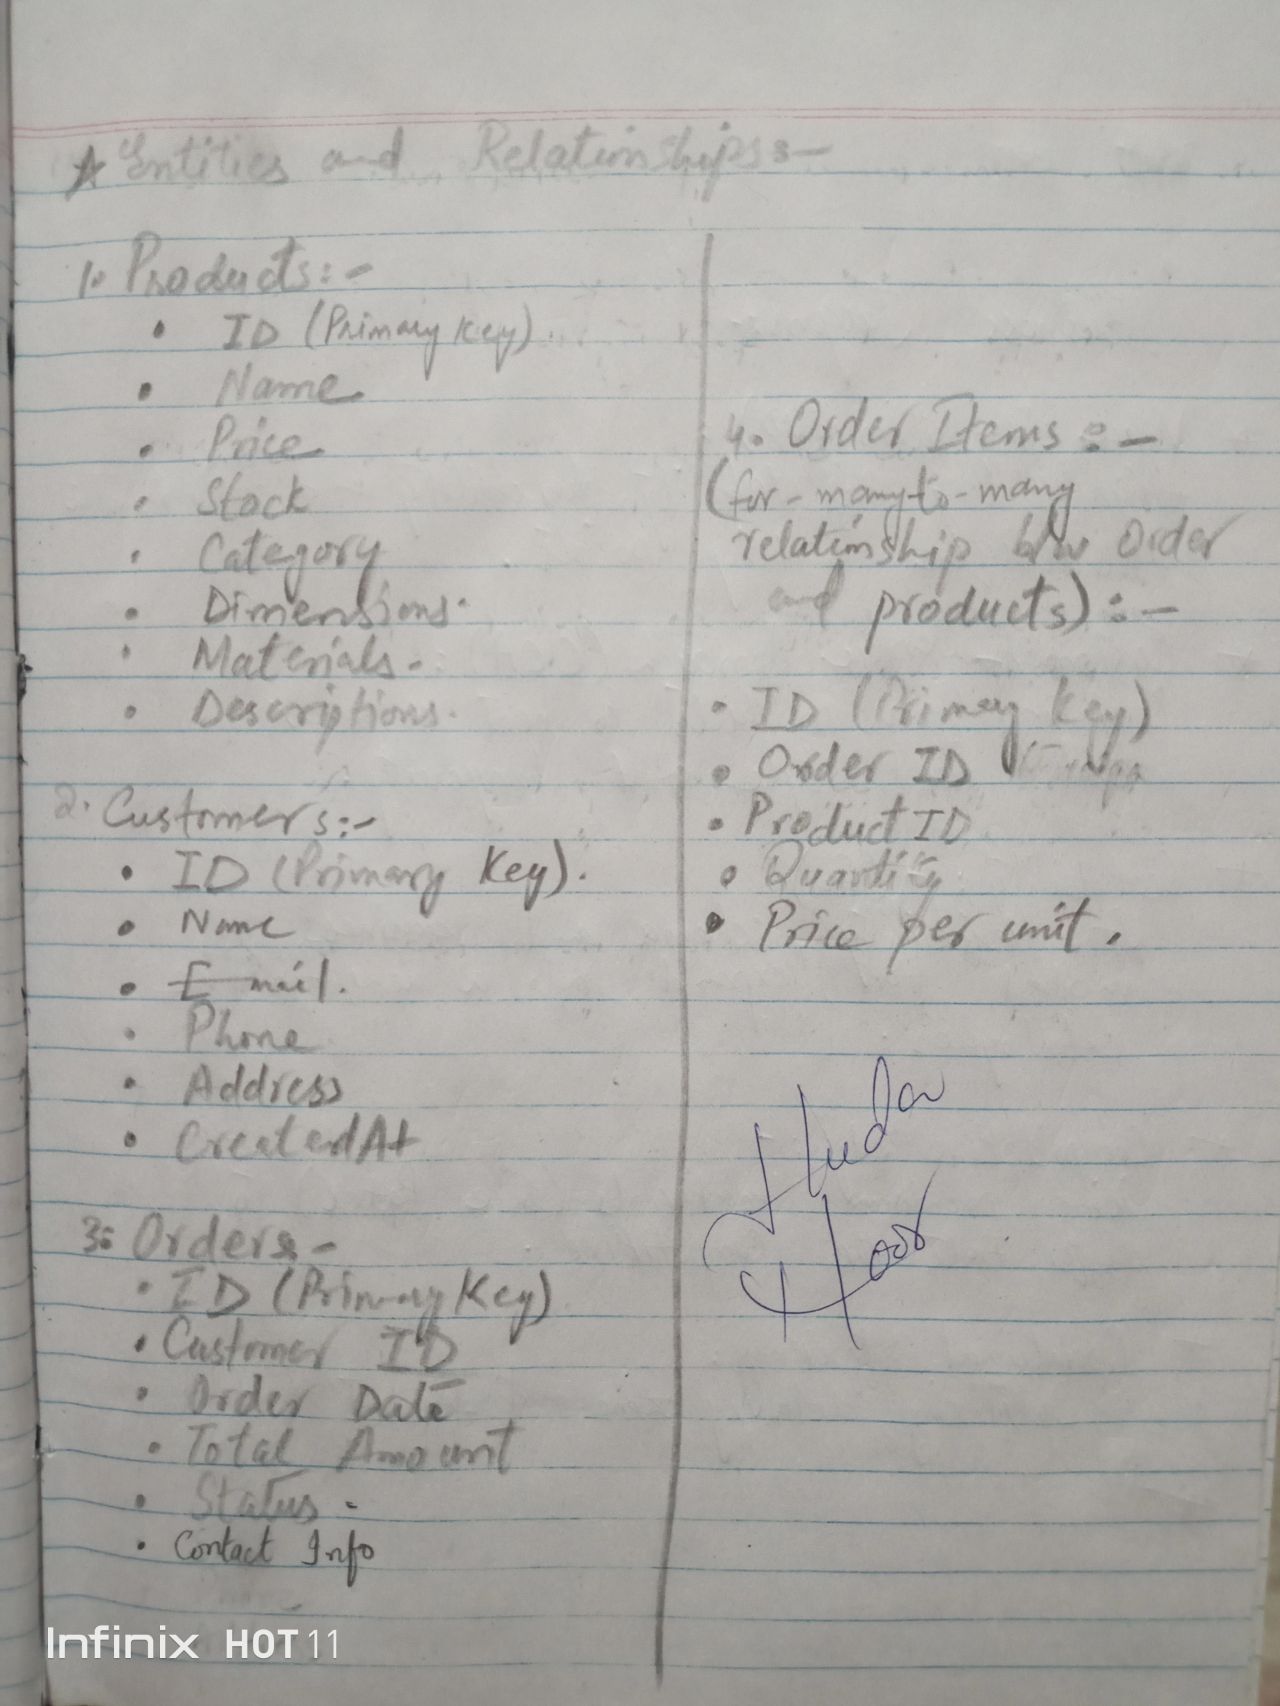 ★ Entities and Relationships:-
1. Products:-
• ID (Primary Key).
• Name
• Price
• Stock
• Category
• Dimensions.
• Materials.
• Descriptions.
2. Customers:-
• ID (Primary Key).
• Name
• E-mail.
• Phone
• Address
• CreatedAt
3. Orders:-
• ID (Primary Key)
• Customer ID
• Order Date
• Total Amount
• Status.
• Contact Info
4. Order Items:-
(for-many-to-many
relationship b/w Order
and products):-
• ID (Primary Key)
• Order ID
• Product ID
• Quantity
• Price per unit.
Huda
Noor
Infinix HOT 11